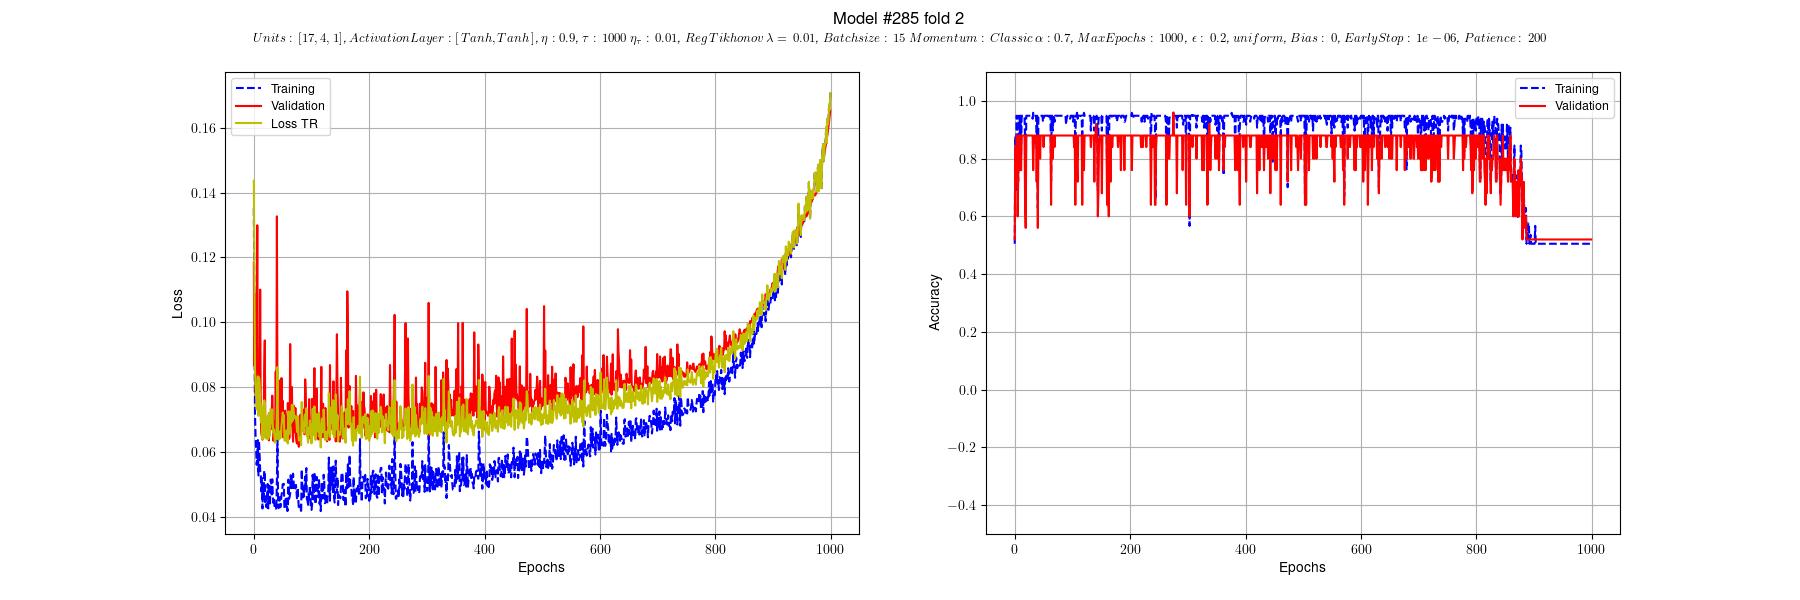 Model #285 fold 2
Units : [17, 4, 1], ActivationLayer : [Tanh, Tanh], η : 0.9, τ : 1000 ητ : 0.01, RegTikhonov λ = 0.01, Batchsize : 15 Momentum : Classic α : 0.7, MaxEpochs : 1000, ϵ : 0.2, uniform, Bias : 0, EarlyStop : 1e − 06, Patience : 200
Training
Validation
Loss TR
0.16
0.14
0.12
0.10
0.08
0.06
0.04
Loss
0 200 400 600 800 1000
Epochs
Training
Validation
1.0
0.8
0.6
0.4
0.2
0.0
−0.2
−0.4
Accuracy
0 200 400 600 800 1000
Epochs